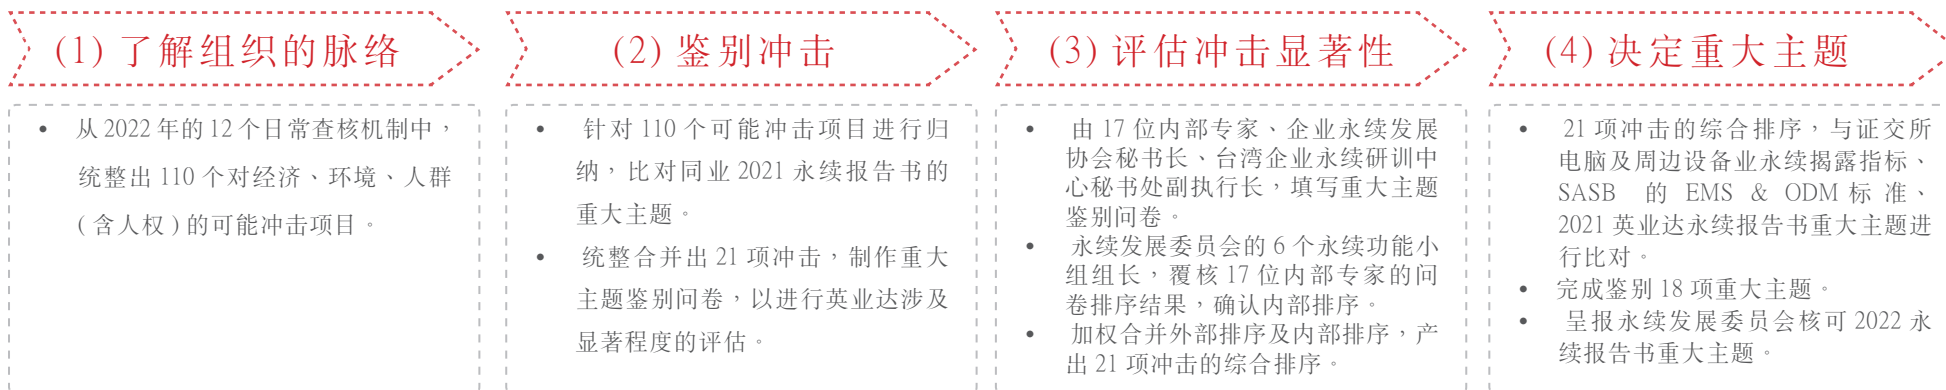 (1) 了解组织的脉络
• 从 2022 年的 12 个日常查核机制中，
统整出 110 个对经济、环境、人群
( 含人权 ) 的可能冲击项目。
(2) 鉴别冲击
• 针对 110 个可能冲击项目进行归
纳，比对同业 2021 永续报告书的
重大主题。
• 统整合并出 21 项冲击，制作重大
主题鉴别问卷，以进行英业达涉及
显著程度的评估。
(3) 评估冲击显著性
• 由 17 位内部专家、企业永续发展
协会秘书长、台湾企业永续研训中
心秘书处副执行长，填写重大主题
鉴别问卷。
• 永续发展委员会的 6 个永续功能小
组组长，覆核 17 位内部专家的问
卷排序结果，确认内部排序。
• 加权合并外部排序及内部排序，产
出 21 项冲击的综合排序。
(4) 决定重大主题
• 21 项冲击的综合排序，与证交所
电脑及周边设备业永续揭露指标、
SASB 的 EMS & ODM 标准、
2021 英业达永续报告书重大主题进
行比对。
• 完成鉴别 18 项重大主题。
• 呈报永续发展委员会核可 2022 永
续报告书重大主题。